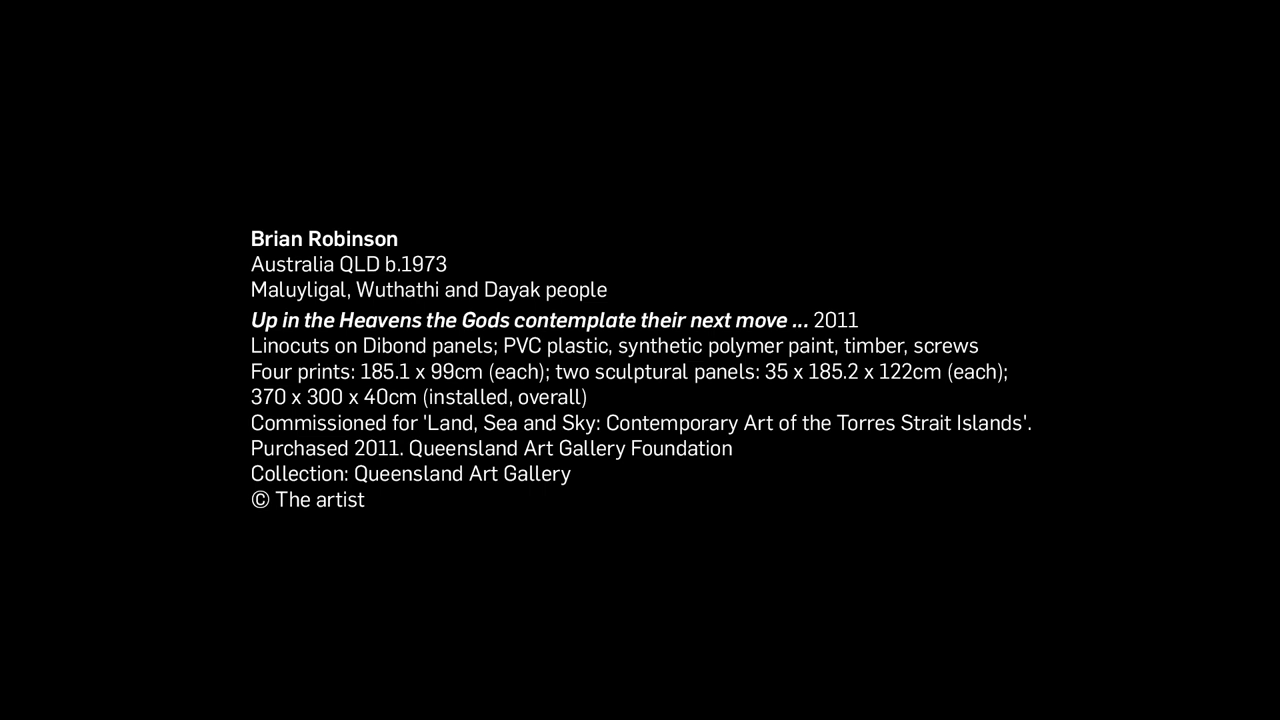 Brian Robinson
Australia QLD b.1973
Maluyligal, Wuthathi and Dayak people
Up in the Heavens the Gods contemplate their next move ... 2011
Linocuts on Dibond panels; PVC plastic, synthetic polymer paint, timber, screws
Four prints: 185.1 x 99cm (each); two sculptural panels: 35 x 185.2 x 122cm (each);
370 x 300 x 40cm (installed, overall)
Commissioned for 'Land, Sea and Sky: Contemporary Art of the Torres Strait Islands'.
Purchased 2011. Queensland Art Gallery Foundation
Collection: Queensland Art Gallery
© The artist